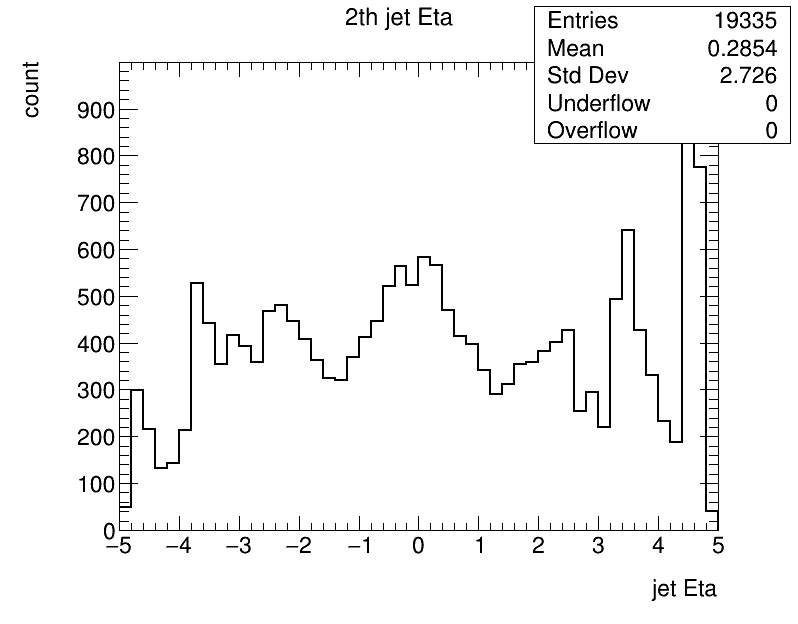 2th jet Eta
Entries 19335
Mean 0.2854
Std Dev 2.726
Underflow 0
Overflow 0
count
900
800
700
600
500
400
300
200
100
0
−5 −4 −3 −2 −1 0 1 2 3 4 5
jet Eta